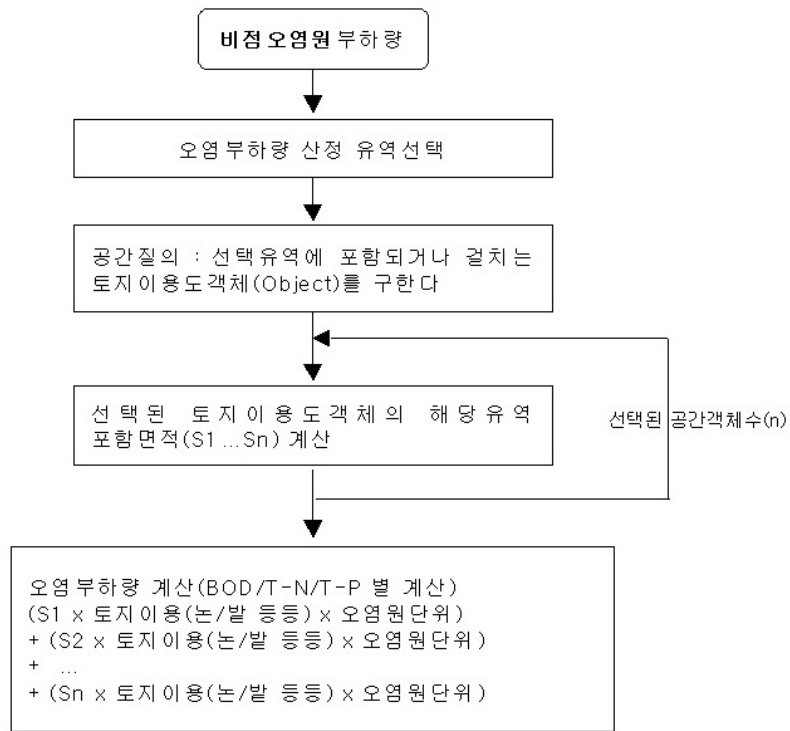 비점오염원 부하량
오염부하량 산정 유역선택
공간질의 : 선택유역에 포함되거나 걸치는
토지이용도객체(Object)를 구한다
선택된 토지이용도객체의 해당유역
포함면적(S1...Sn) 계산
선택된 공간객체수(n)
오염부하량 계산(BOD/T-N/T-P 별 계산)
(S1 x 토지이용(논/밭 등등) x 오염원단위)
+ (S2 x 토지이용(논/밭 등등) x 오염원단위)
+ ...
+ (Sn x 토지이용(논/밭 등등) x 오염원단위)